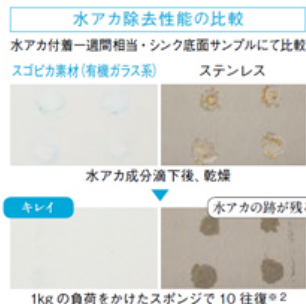 水アカ除去性能の比較
水アカ付着一週間相当・シンク底面サンプルにて比較
スゴピカ素材(有機ガラス系) ステンレス
水アカ成分滴下後、乾燥
キレイ 水アカの跡が残
1kgの負荷をかけたスポンジで10往復※2